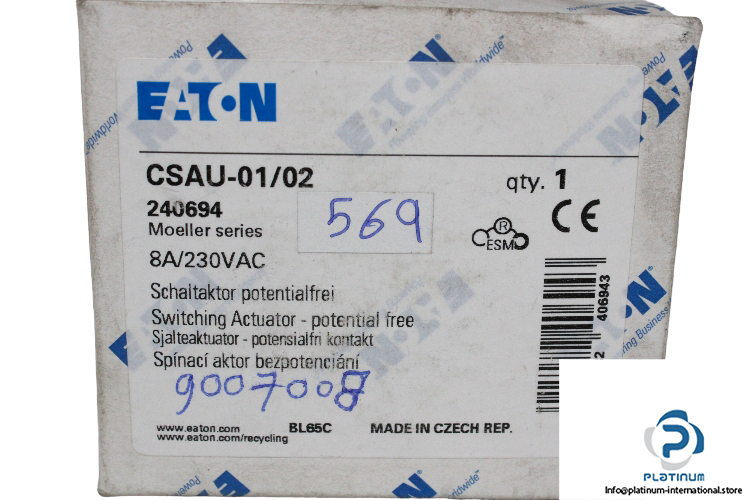 EATON
CSAU-01/02
qty. 1
240694
Moeller series
569
CE
R
ESM
8A/230VAC
Schaltaktor potentialfrei
Switching Actuator - potential free
Sjalteaktuator - potensialfri kontakt
Spínací aktor bezpotenciání
2 406943
9007008
www.eaton.com
www.eaton.com/recycling
BL65C
MADE IN CZECH REP.
PLATINUM
Info@platinum-international.store